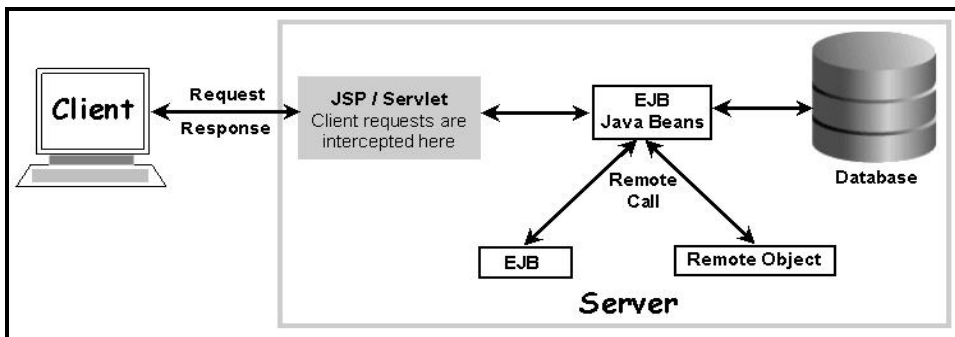 Client
Request
Response
JSP / Servlet
Client requests are
intercepted here
EJB
Java Beans
Database
Remote
Call
EJB
Remote Object
Server